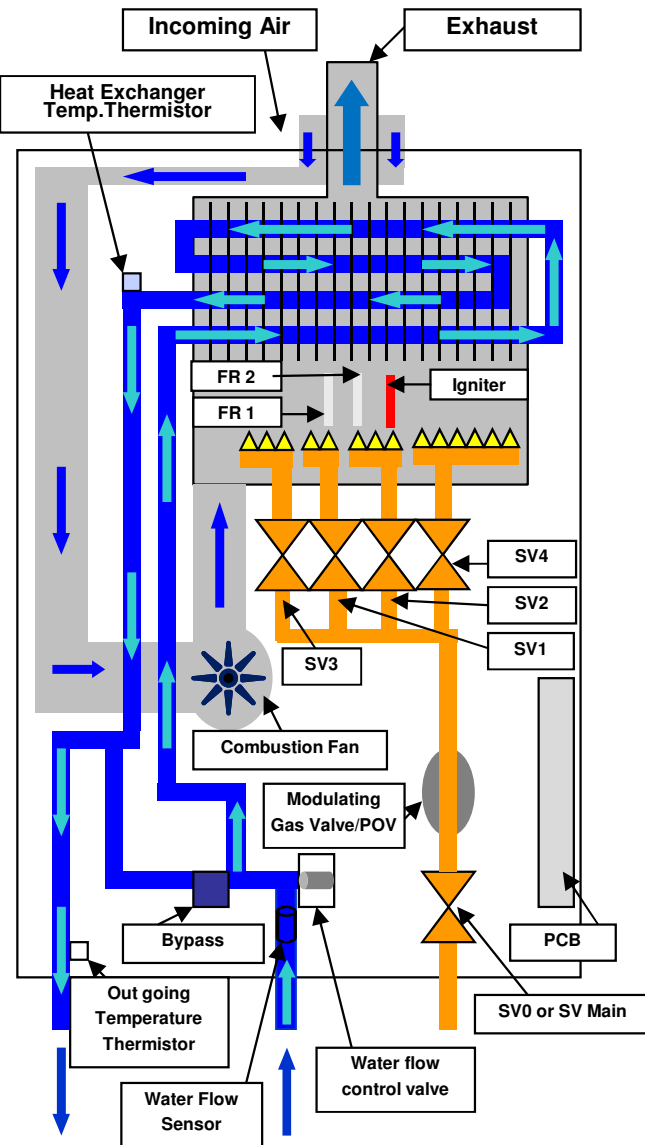 Incoming Air
Exhaust
Heat Exchanger
Temp.Thermistor
FR 2
Igniter
FR 1
SV4
SV2
SV1
SV3
Combustion Fan
Modulating
Gas Valve/POV
Bypass
PCB
Out going
Temperature
Thermistor
SV0 or SV Main
Water flow
control valve
Water Flow
Sensor